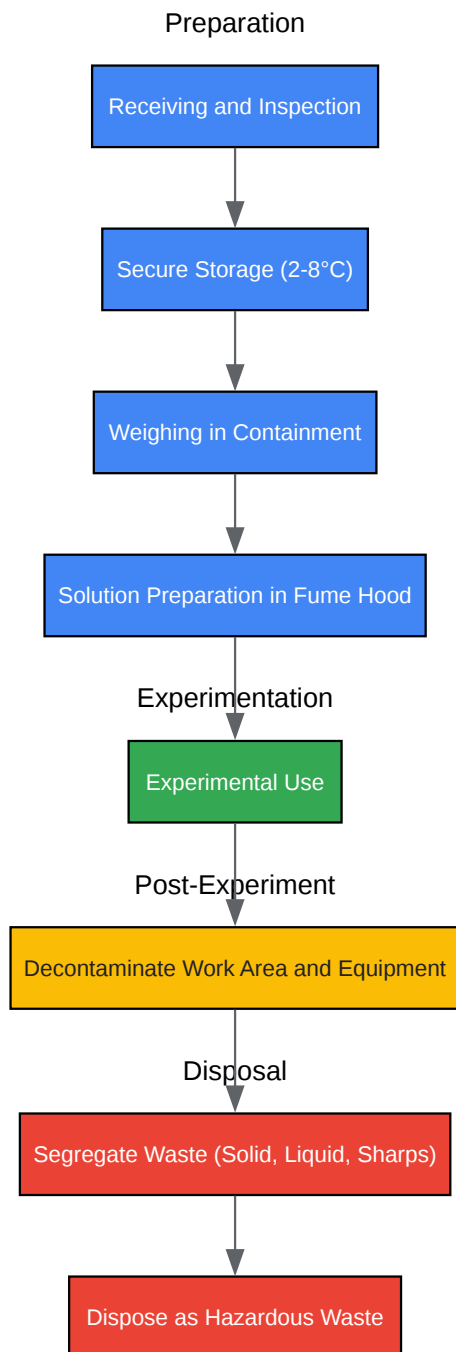 Preparation
Receiving and Inspection
Secure Storage (2-8°C)
Weighing in Containment
Solution Preparation in Fume Hood
Experimentation
Experimental Use
Post-Experiment
Decontaminate Work Area and Equipment
Disposal
Segregate Waste (Solid, Liquid, Sharps)
Dispose as Hazardous Waste